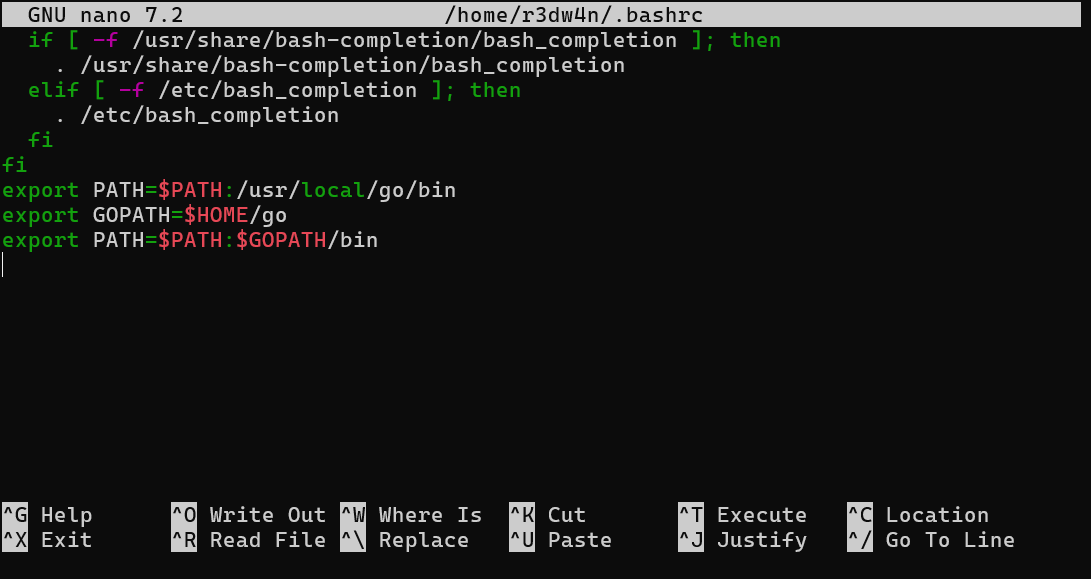 GNU nano 7.2 /home/r3dw4n/.bashrc
if [ -f /usr/share/bash-completion/bash_completion ]; then
. /usr/share/bash-completion/bash_completion
elif [ -f /etc/bash_completion ]; then
. /etc/bash_completion
fi
fi
export PATH=$PATH:/usr/local/go/bin
export GOPATH=$HOME/go
export PATH=$PATH:$GOPATH/bin
^G Help ^O Write Out ^W Where Is ^K Cut ^T Execute ^C Location
^X Exit ^R Read File ^\ Replace ^U Paste ^J Justify ^/ Go To Line